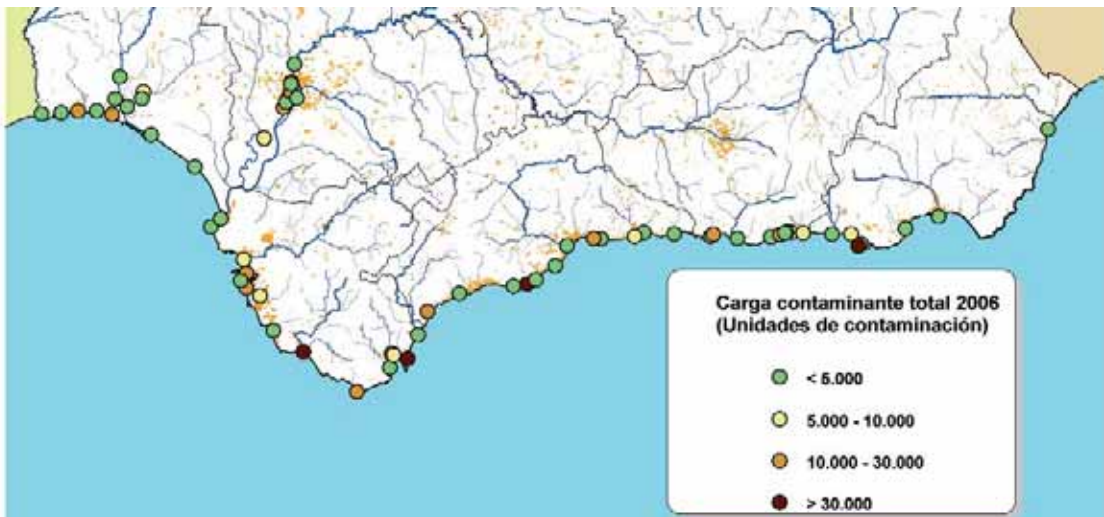 Carga contaminante total 2006
(Unidades de contaminación)
< 5.000
5.000 - 10.000
10.000 - 30.000
> 30.000